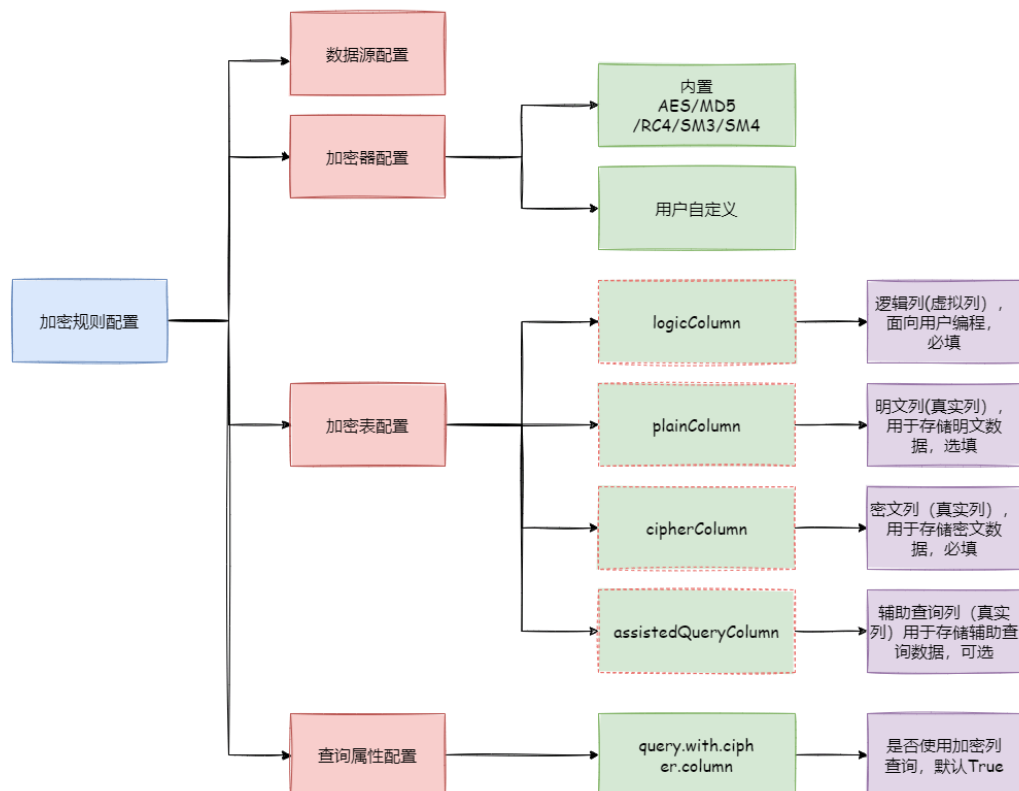 数据源配置
内置
AES/MD5
/RC4/SM3/SM4
加密器配置
用户自定义
加密规则配置
logicColumn
逻辑列(虚拟列），
面向用户编程，
必填
加密表配置
plainColumn
明文列(真实列），
用于存储明文数
据，选填
cipherColumn
密文列（真实列），
用于存储密文数
据，必填
assistedQueryColumn
辅助查询列（真实
列）用于存储辅助查
询数据，可选
查询属性配置
query.with.ciph
er.column
是否使用加密列
查询，默认True